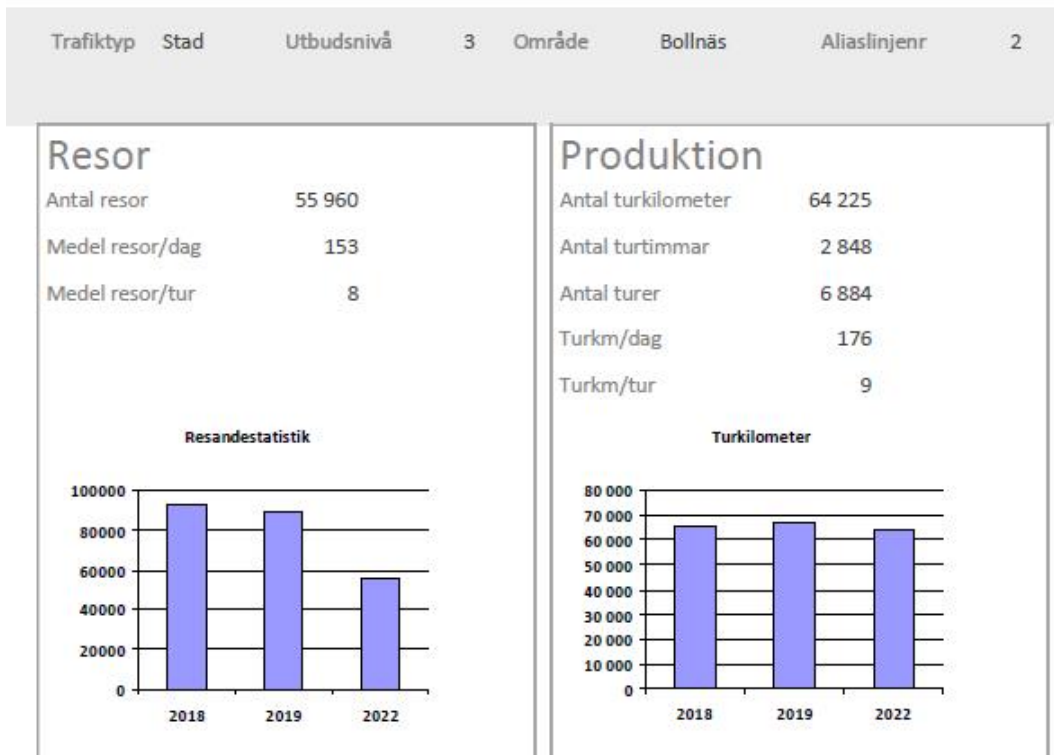 Trafiktyp Stad Utbudsnivå 3 Område Bollnäs Aliaslinjenr 2
Resor
Antal resor 55 960
Medel resor/dag 153
Medel resor/tur 8
Resandestatistik
100000
80000
60000
40000
20000
0
2018 2019 2022
Produktion
Antal turkilometer 64 225
Antal turtimmar 2 848
Antal turer 6 884
Turkm/dag 176
Turkm/tur 9
Turkilometer
80 000
70 000
60 000
50 000
40 000
30 000
20 000
10 000
0
2018 2019 2022